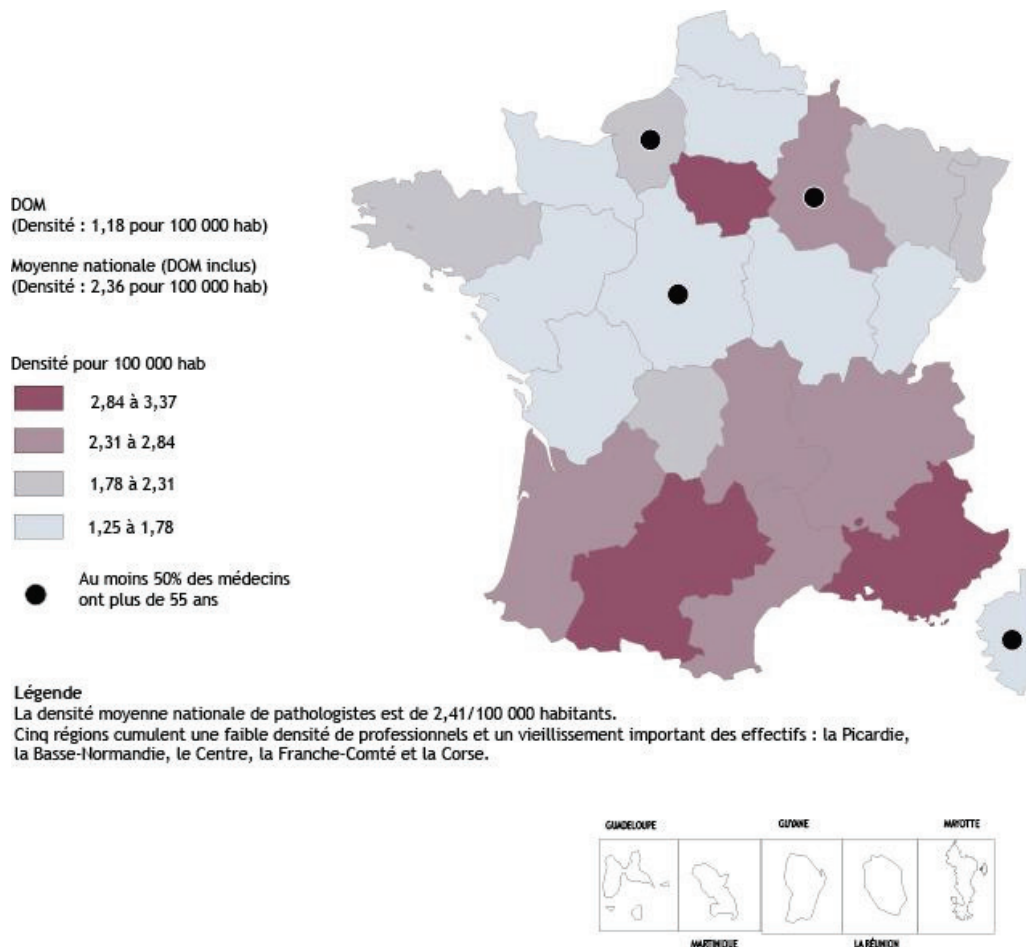 DOM
(Densité : 1,18 pour 100 000 hab)
Moyenne nationale (DOM inclus)
(Densité : 2,36 pour 100 000 hab)
Densité pour 100 000 hab
2,84 à 3,37
2,31 à 2,84
1,78 à 2,31
1,25 à 1,78
Au moins 50% des médecins
ont plus de 55 ans
Légende
La densité moyenne nationale de pathologistes est de 2,41/100 000 habitants.
Cinq régions cumulent une faible densité de professionnels et un vieillissement important des effectifs : la Picardie,
la Basse-Normandie, le Centre, la Franche-Comté et la Corse.
GUADELOUPE GUYANE MAYOTTE
MARTINIQUE LA RÉUNION